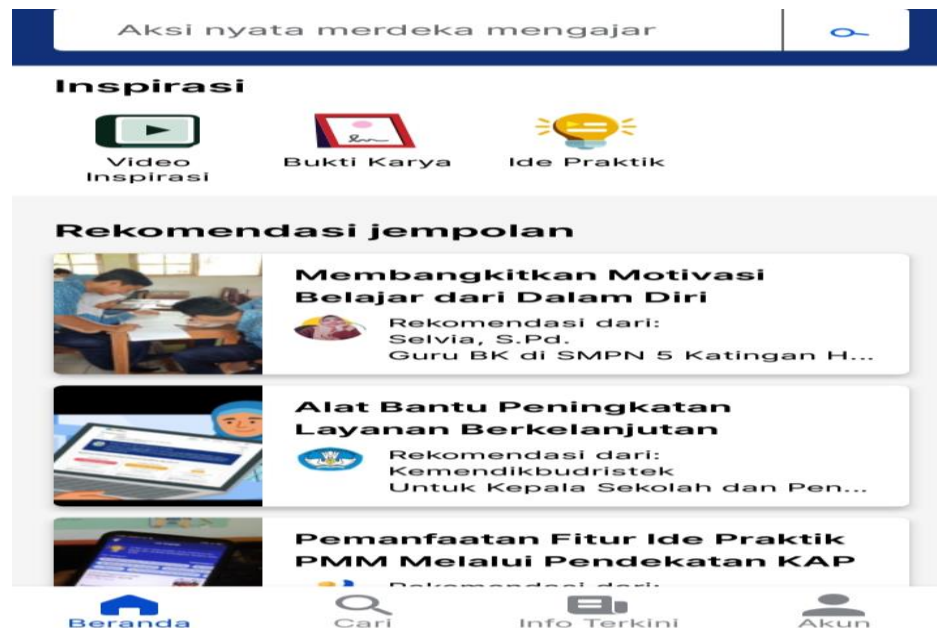 Aksi nyata merdeka mengajar
Inspirasi
Video
Inspirasi
Bukti Karya
Ide Praktik
Rekomendasi jempolan
Membangkitkan Motivasi
Belajar dari Dalam Diri
Rekomendasi dari:
Selvia, S.Pd.
Guru BK di SMPN 5 Katingan H...
Alat Bantu Peningkatan
Layanan Berkelanjutan
Rekomendasi dari:
Kemendikbudristek
Untuk Kepala Sekolah dan Pen...
Pemanfaatan Fitur Ide Praktik
PMM Melalui Pendekatan KAP
Rekomendasi dari:
Beranda
Cari
Info Terkini
Akun